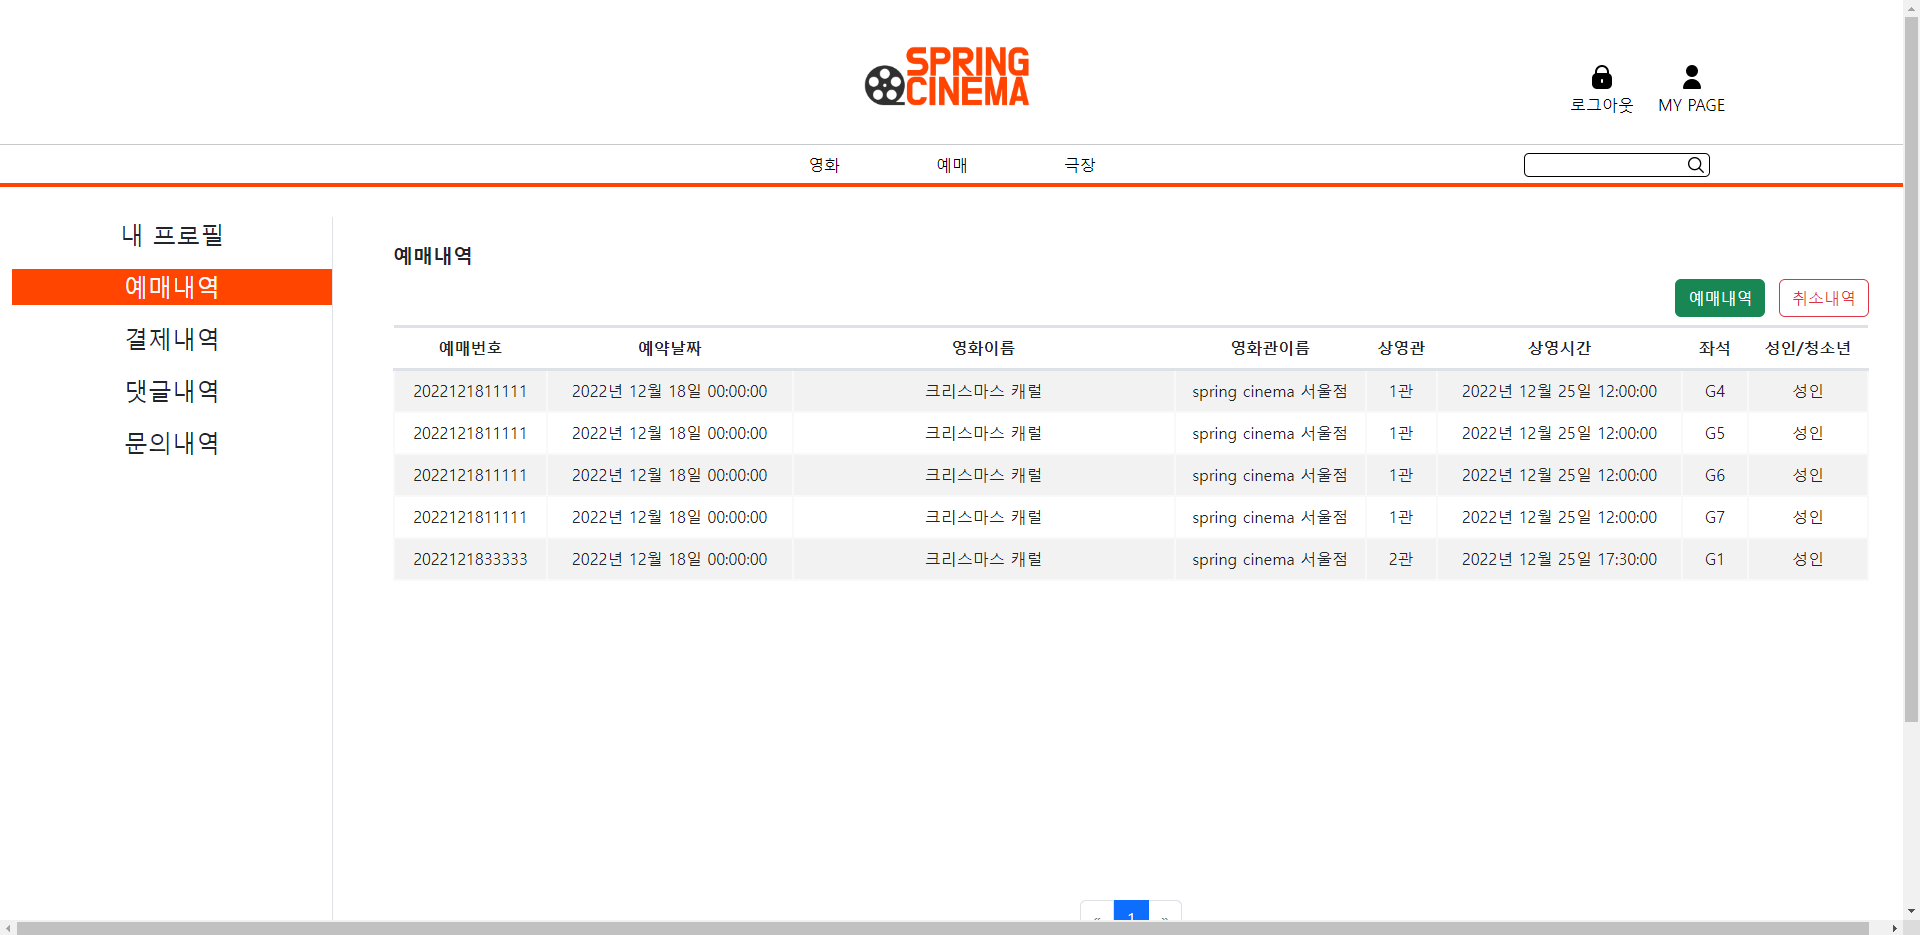 SPRING
CINEMA
로그아웃 MY PAGE
영화 예매 극장
내 프로필
예매내역
결제내역
댓글내역
문의내역
예매내역
예매내역 취소내역
예매번호 예약날짜 영화이름 영화관이름 상영관 상영시간 좌석 성인/청소년
2022121811111 2022년 12월 18일 00:00:00 크리스마스 캐럴 spring cinema 서울점 1관 2022년 12월 25일 12:00:00 G4 성인
2022121811111 2022년 12월 18일 00:00:00 크리스마스 캐럴 spring cinema 서울점 1관 2022년 12월 25일 12:00:00 G5 성인
2022121811111 2022년 12월 18일 00:00:00 크리스마스 캐럴 spring cinema 서울점 1관 2022년 12월 25일 12:00:00 G6 성인
2022121811111 2022년 12월 18일 00:00:00 크리스마스 캐럴 spring cinema 서울점 1관 2022년 12월 25일 12:00:00 G7 성인
2022121833333 2022년 12월 18일 00:00:00 크리스마스 캐럴 spring cinema 서울점 2관 2022년 12월 25일 17:30:00 G1 성인
« 1 »